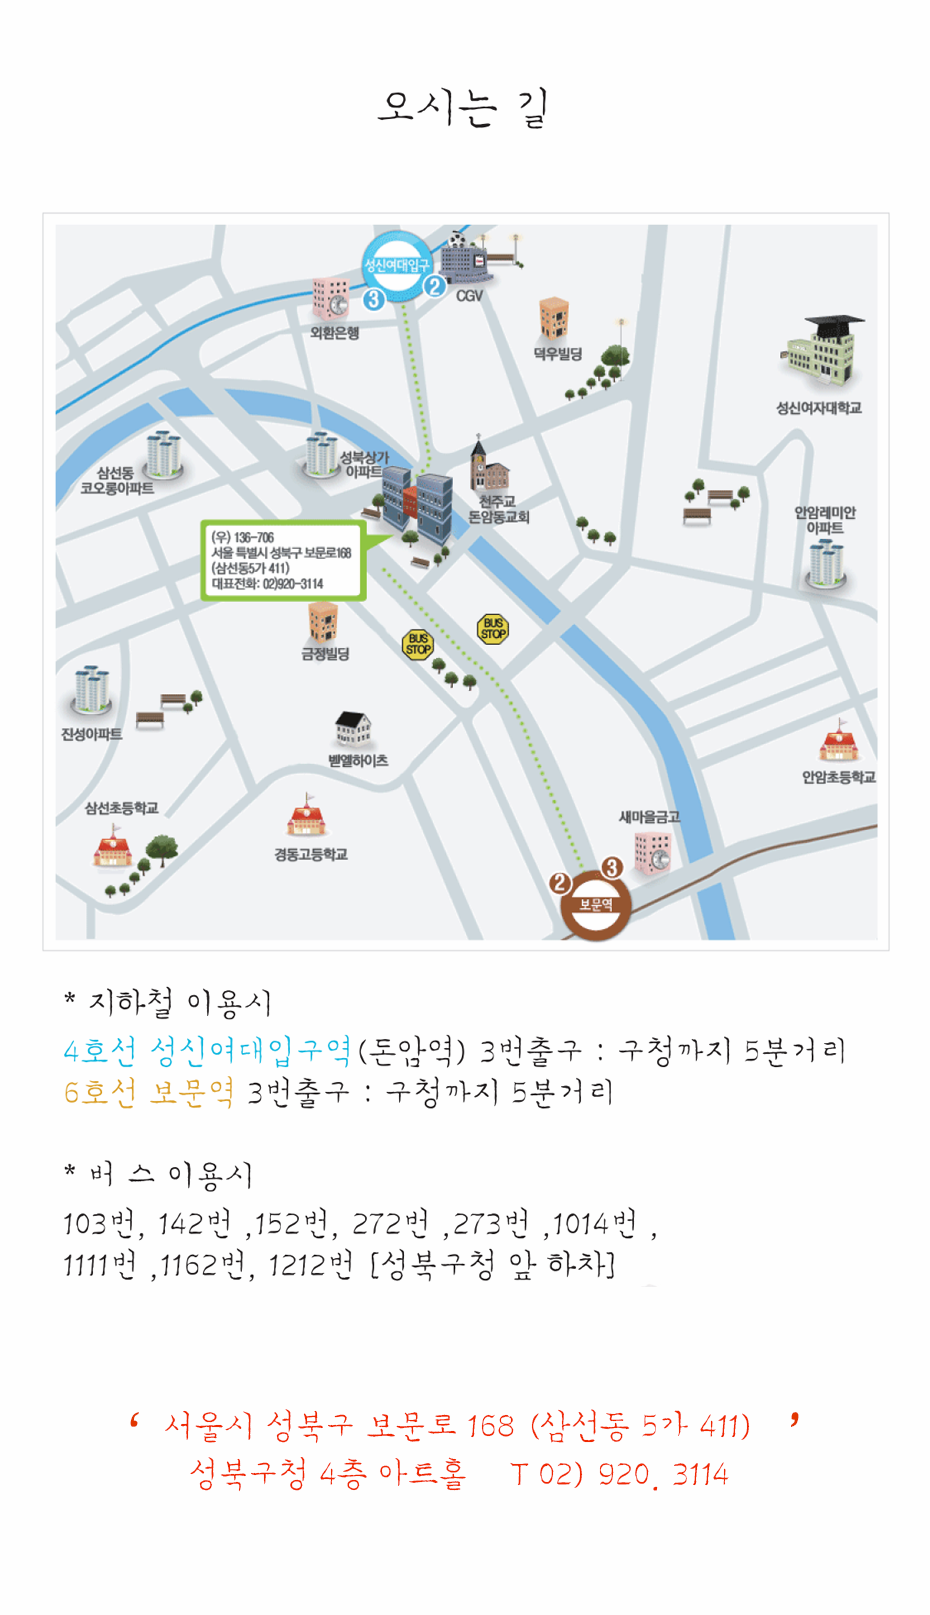 오시는 길
성신여대입구
3
2
CGV
외환은행
덕우빌딩
성신여자대학교
삼선동
코오롱아파트
성북상가
아파트
천주교
돈암동교회
안암레미안
아파트
(우) 136-706
서울 특별시 성북구 보문로168
(삼선동5가 411)
대표전화: 02)920-3114
금정빌딩
BUS
STOP
BUS
STOP
진성아파트
벧엘하이츠
안암초등학교
삼선초등학교
경동고등학교
새마을금고
2
3
보문역
* 지하철 이용시
4호선 성신여대입구역(돈암역) 3번출구 : 구청까지 5분거리
6호선 보문역 3번출구 : 구청까지 5분거리
* 버 스 이용시
103번, 142번 ,152번, 272번 ,273번 ,1014번 ,
1111번 ,1162번, 1212번 [성북구청 앞 하차]
‘ 서울시 성북구 보문로 168 (삼선동 5가 411) ’
성북구청 4층 아트홀 T 02) 920. 3114